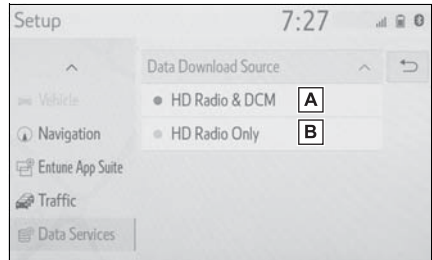 Setup
7:27
Data Download Source
Vehicle
HD Radio & DCM
A
Navigation
HD Radio Only
B
Entune App Suite
Traffic
Data Services